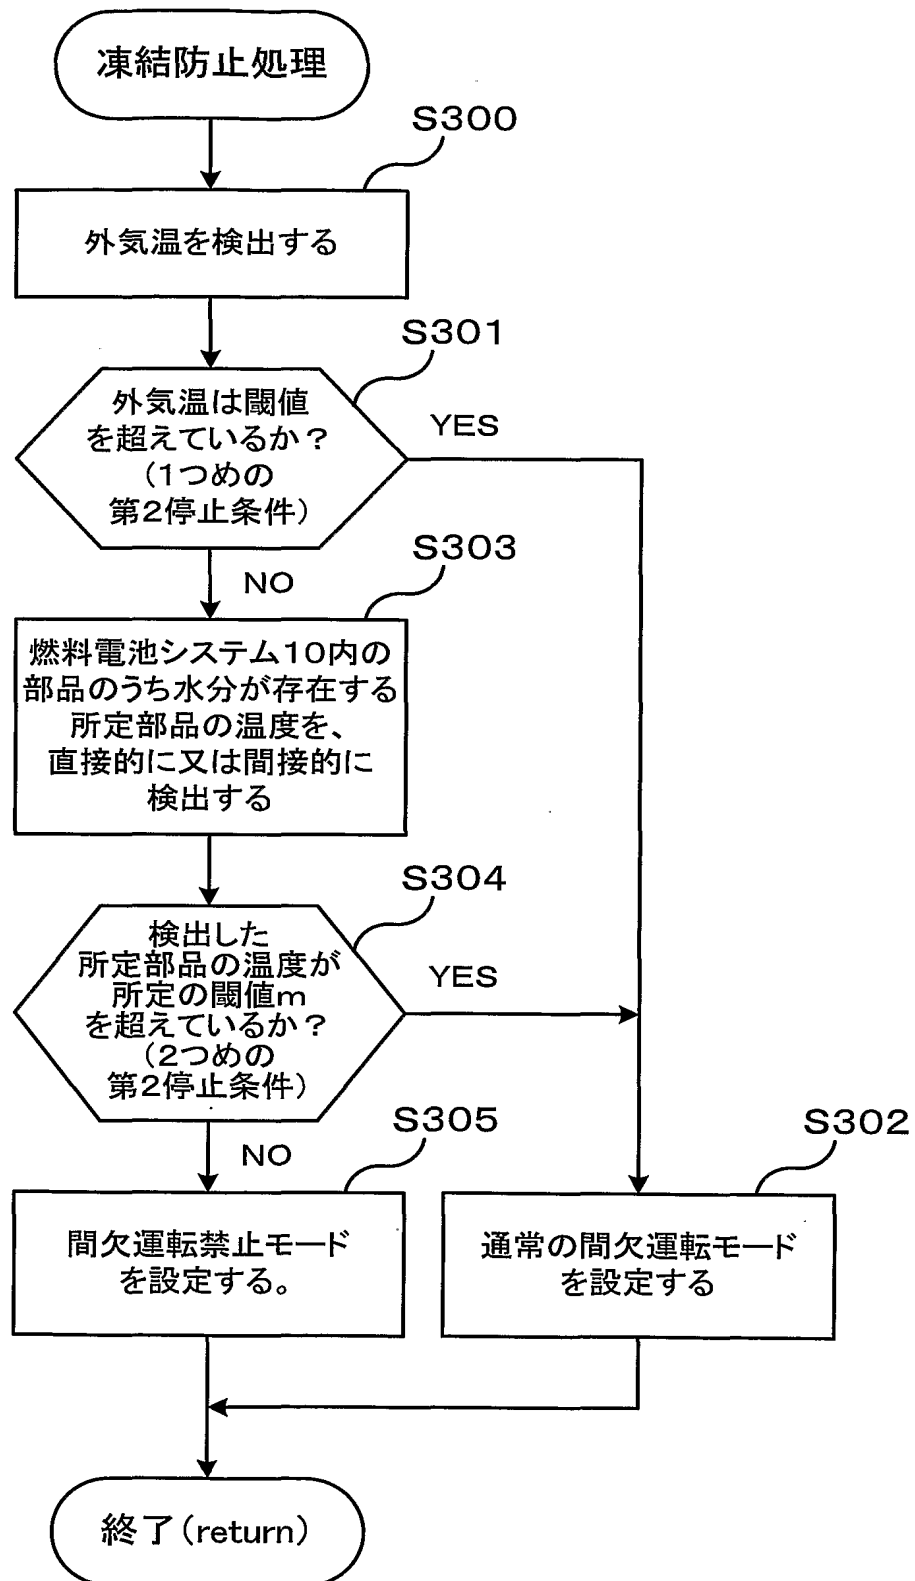 凍結防止処理
S300
外気温を検出する
S301
外気温は閾値
を超えているか？
（1つめの
第2停止条件）
YES
NO
S303
燃料電池システム10内の
部品のうち水分が存在する
所定部品の温度を、
直接的に又は間接的に
検出する
S304
検出した
所定部品の温度が
所定の閾値m
を超えているか？
（2つめの
第2停止条件）
YES
NO
S305
間欠運転禁止モード
を設定する。
S302
通常の間欠運転モード
を設定する
終了（return）